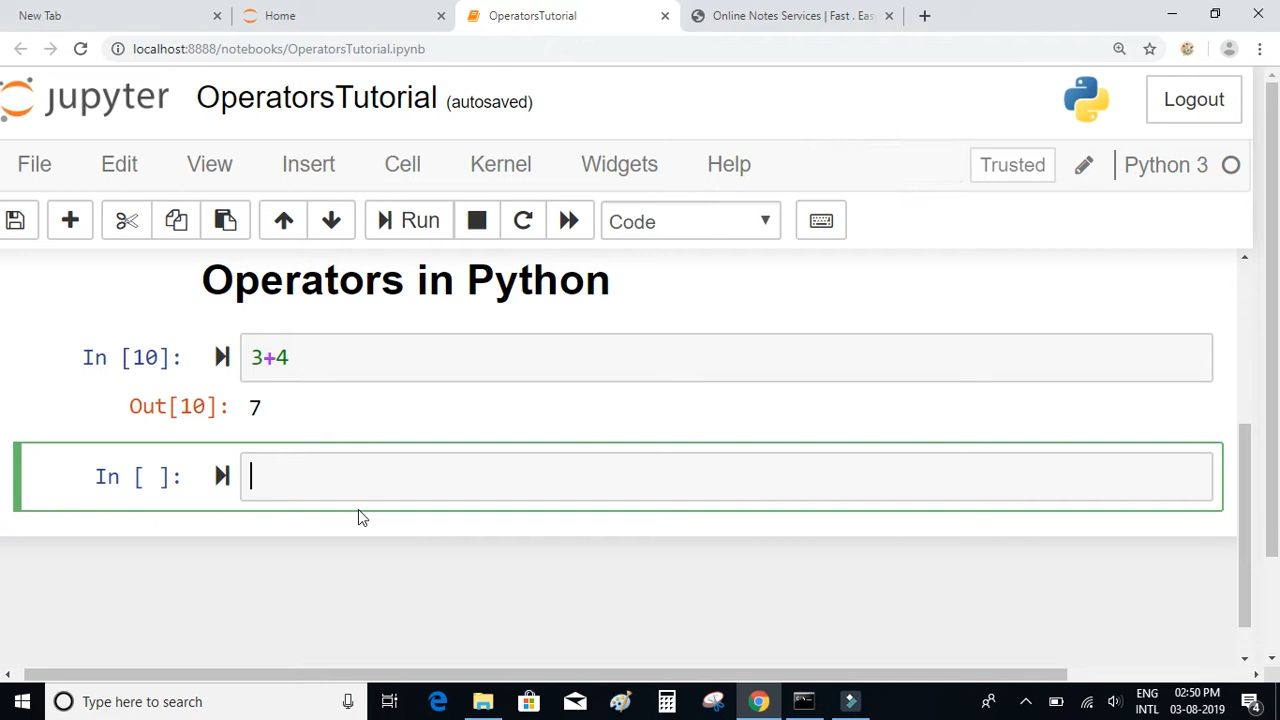 New Tab
Home
OperatorsTutorial
Online Notes Services | Fast . Easy
localhost:8888/notebooks/OperatorsTutorial.ipynb
jupyter OperatorsTutorial (autosaved)
Logout
File Edit View Insert Cell Kernel Widgets Help
Trusted
Python 3
Run
Code
Operators in Python
In [10]: 3+4
Out[10]: 7
In [ ]:
Type here to search
ENG 02:50 PM
INTL 03-08-2019
4